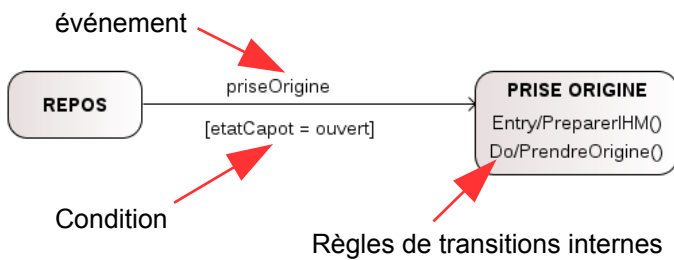 événement
priseOrigine
REPOS
[etatCapot = ouvert]
PRISE ORIGINE
Entry/PreparerIHM()
Do/PrendreOrigine()
Condition
Règles de transitions internes